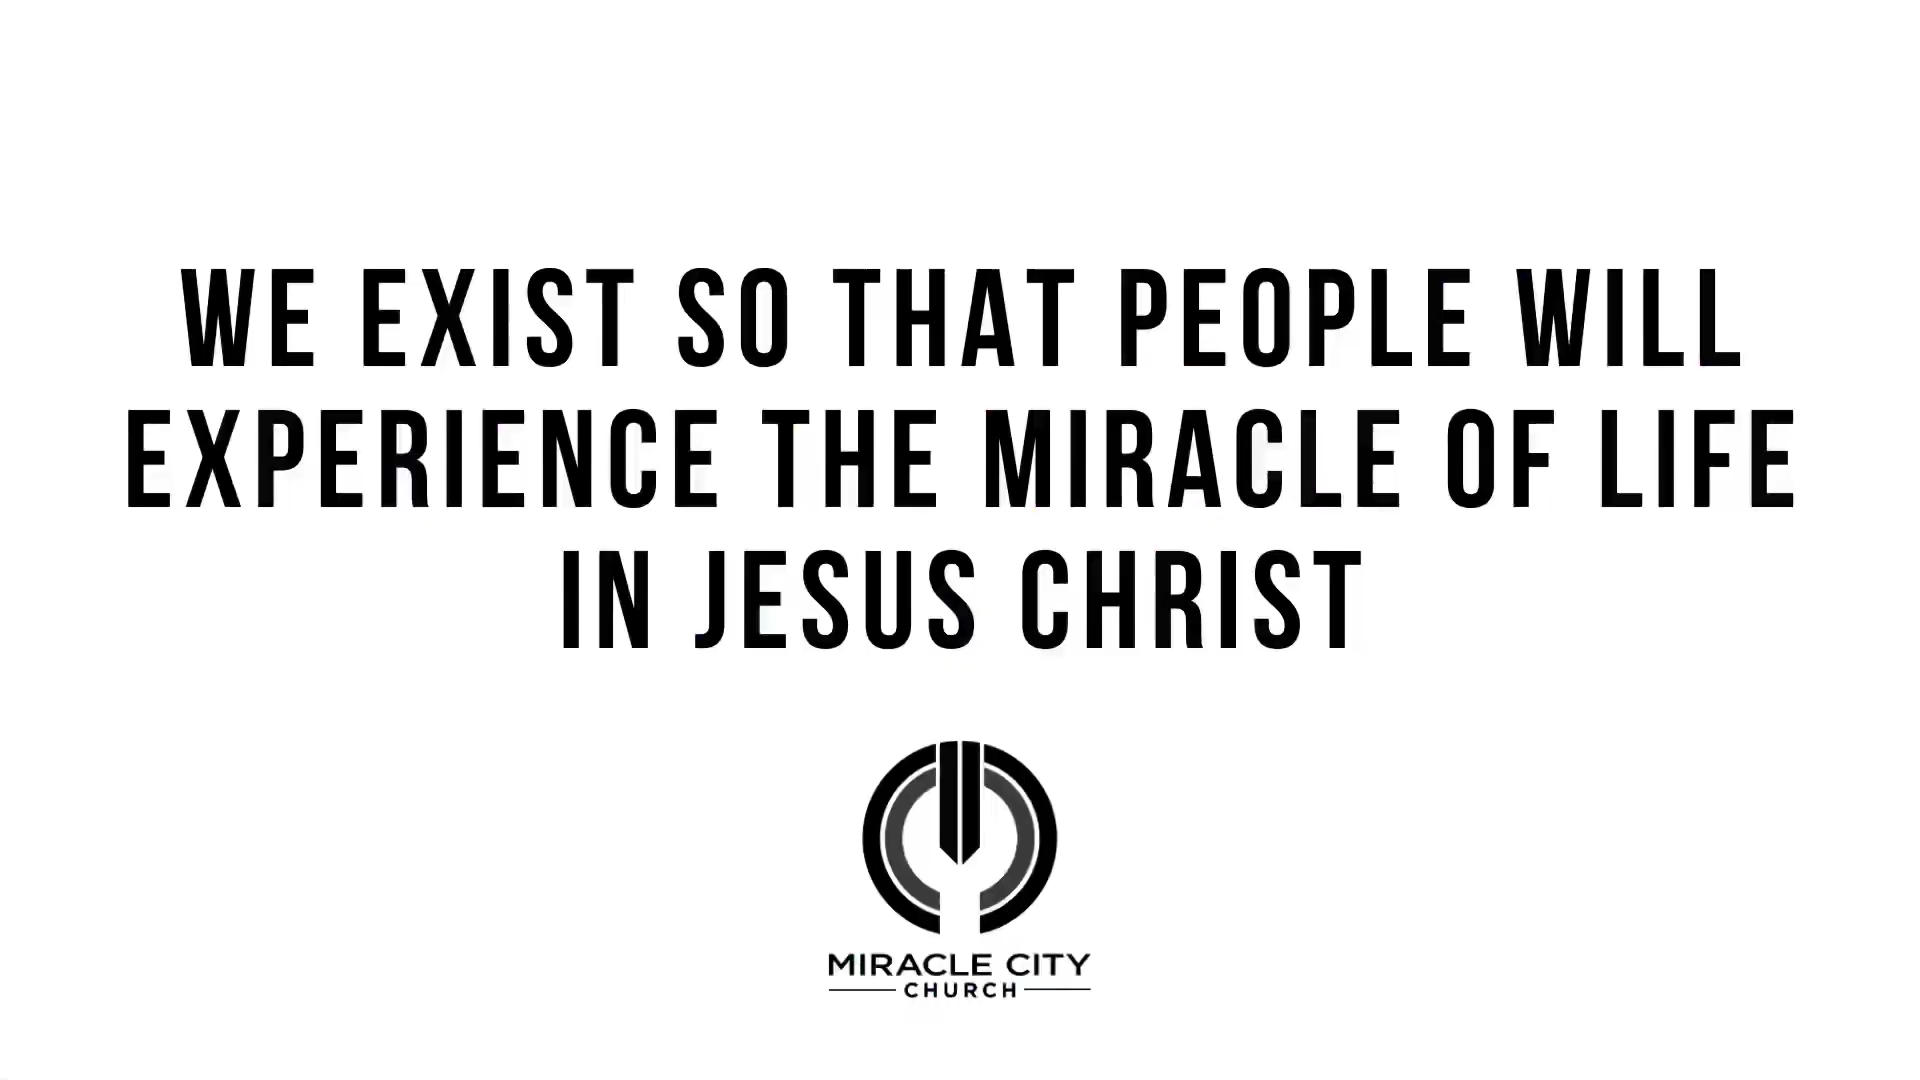 WE EXIST SO THAT PEOPLE WILL
EXPERIENCE THE MIRACLE OF LIFE
IN JESUS CHRIST
MIRACLE CITY
CHURCH